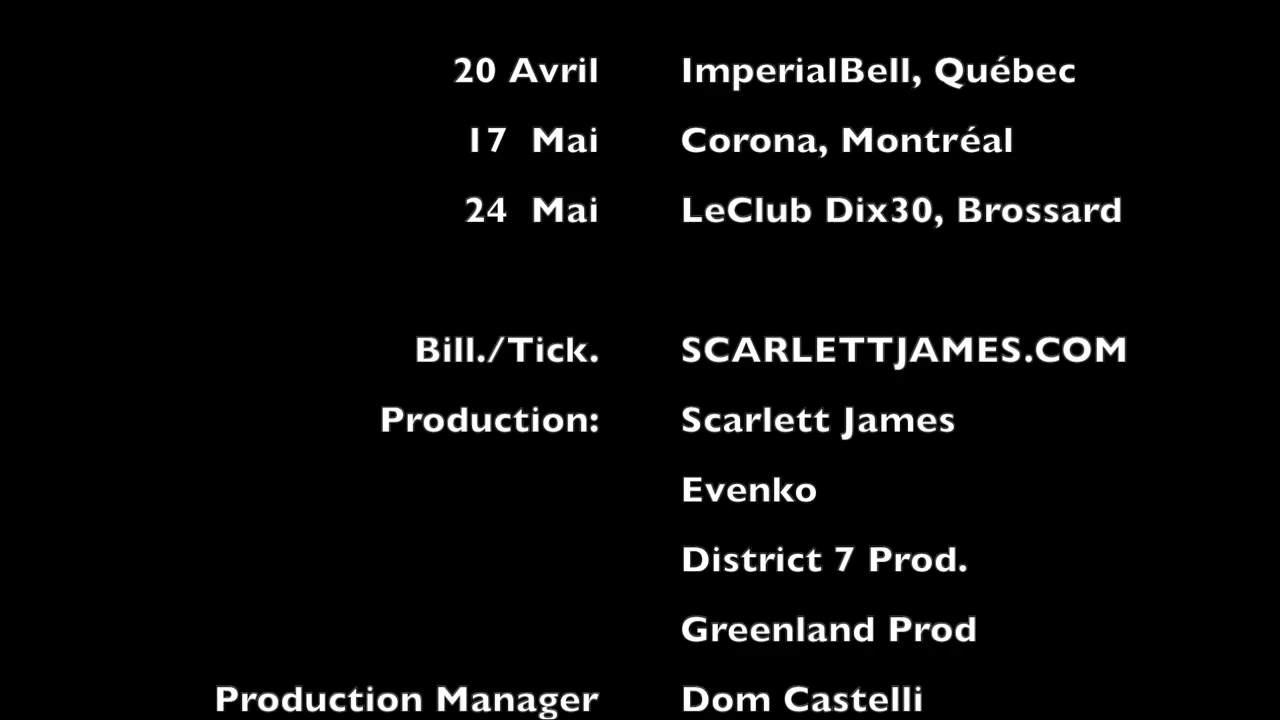 20 Avril ImperialBell, Québec
17 Mai Corona, Montréal
24 Mai LeClub Dix30, Brossard
Bill./Tick. SCARLETTJAMES.COM
Production: Scarlett James
Evenko
District 7 Prod.
Greenland Prod
Production Manager Dom Castelli